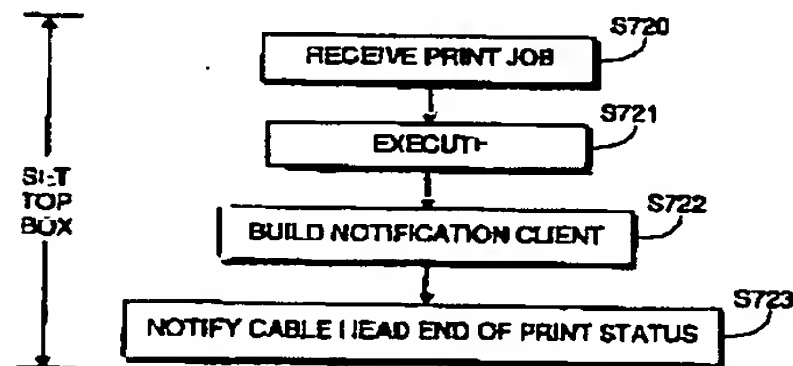 S720
RECEIVE PRINT JOB
S721
EXECUTE
SET
TOP
BOX
S722
BUILD NOTIFICATION CLIENT
S723
NOTIFY CABLE HEAD END OF PRINT STATUS